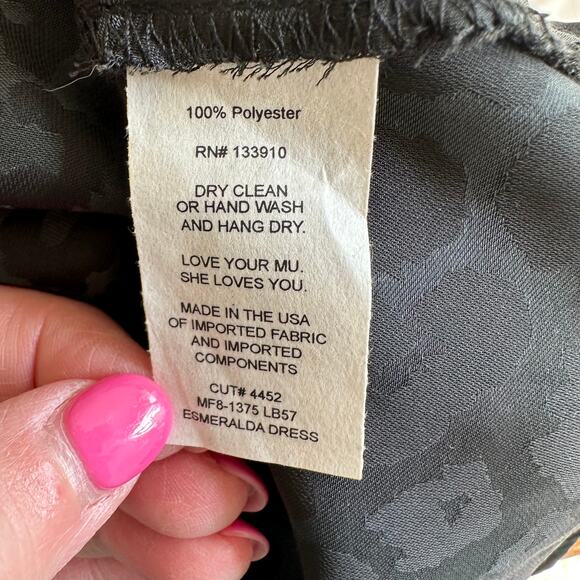 100% Polyester
RN# 133910
DRY CLEAN
OR HAND WASH
AND HANG DRY.
LOVE YOUR MU.
SHE LOVES YOU.
MADE IN THE USA
OF IMPORTED FABRIC
AND IMPORTED
COMPONENTS
CUT# 4452
MF8-1375 LB57
ESMERALDA DRESS